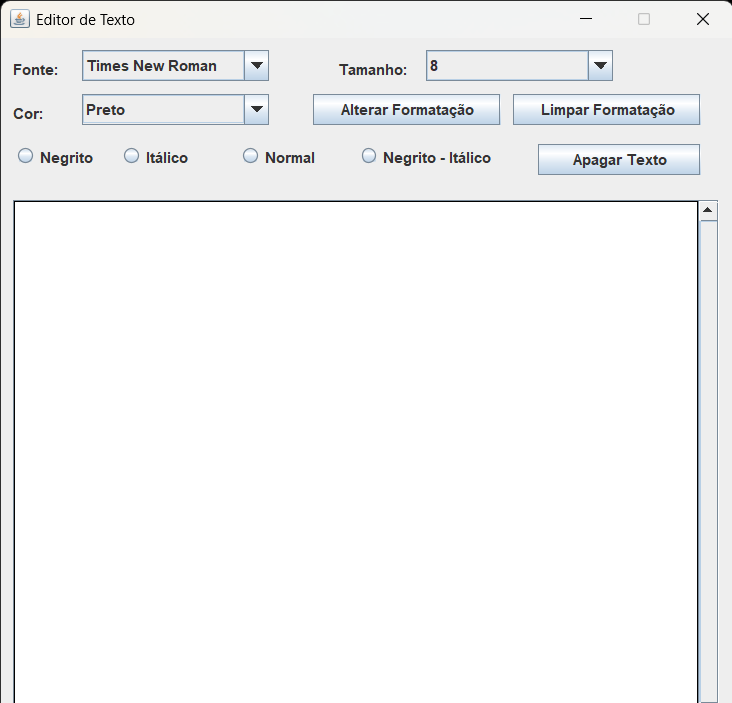 Editor de Texto
Fonte: Times New Roman Tamanho: 8
Cor: Preto Alterar Formatação Limpar Formatação
Negrito Itálico Normal Negrito - Itálico Apagar Texto